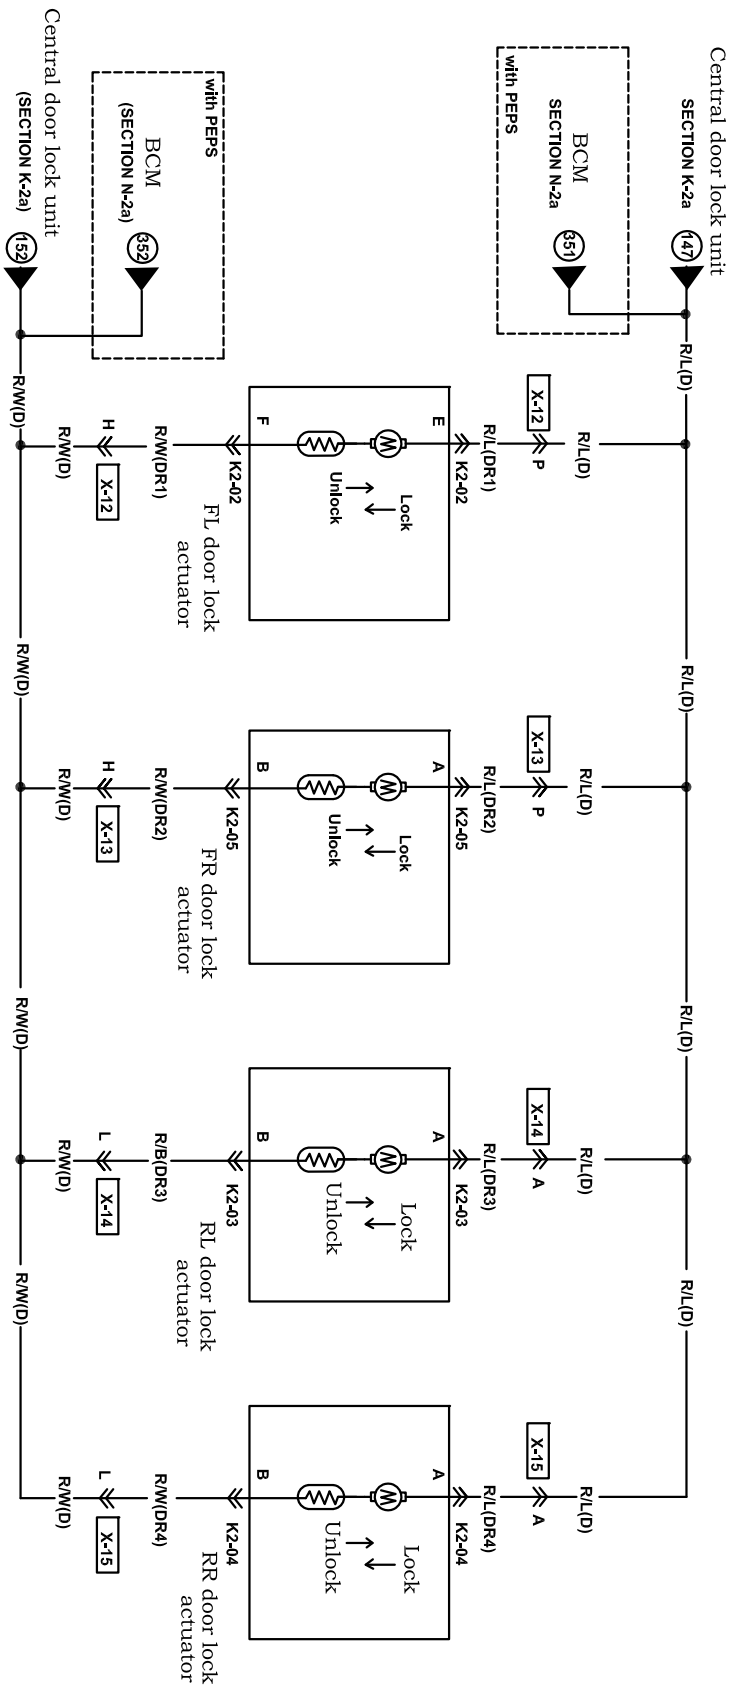 Central door lock unit
SECTION K-2a
147
with PEPS
BCM
SECTION N-2a
351
R/L(D)
R/L(D)
R/L(D)
R/L(D)
R/L(D)
R/L(D)
R/L(D)
R/L(D)
X-12
P
X-13
P
X-14
A
X-15
A
R/L(DR1)
R/L(DR2)
R/L(DR3)
R/L(DR4)
K2-02
K2-05
K2-03
K2-04
E
A
A
A
M
M
M
M
Lock
Unlock
Lock
Unlock
Lock
Unlock
Lock
Unlock
F
B
B
B
K2-02
K2-05
K2-03
K2-04
FL door lock
actuator
FR door lock
actuator
RL door lock
actuator
RR door lock
actuator
R/W(DR1)
R/W(DR2)
R/B(DR3)
R/W(DR4)
H
X-12
H
X-13
L
X-14
L
X-15
R/W(D)
R/W(D)
R/W(D)
R/W(D)
with PEPS
BCM
(SECTION N-2a)
352
Central door lock unit
(SECTION K-2a)
152
R/W(D)
R/W(D)
R/W(D)
R/W(D)